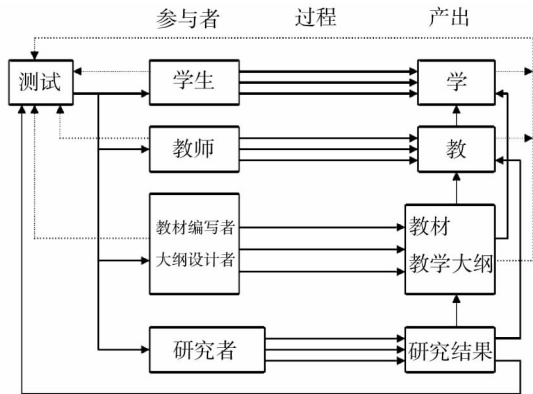 参与者 过程 产出
测试 学生 学
教师 教
教材编写者 教材
大纲设计者 教学大纲
研究者 研究结果